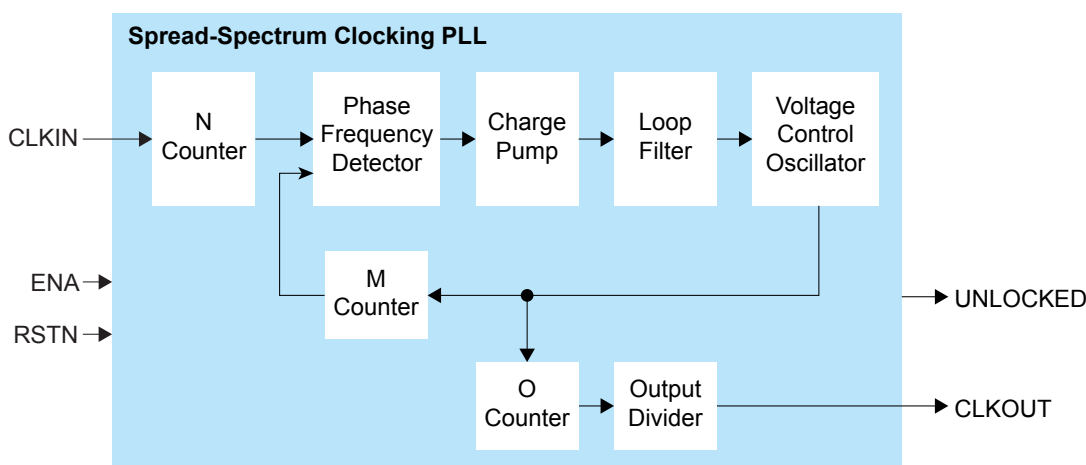 Spread-Spectrum Clocking PLL
CLKIN
N
Counter
Phase
Frequency
Detector
Charge
Pump
Loop
Filter
Voltage
Control
Oscillator
ENA
RSTN
M
Counter
UNLOCKED
O
Counter
Output
Divider
CLKOUT